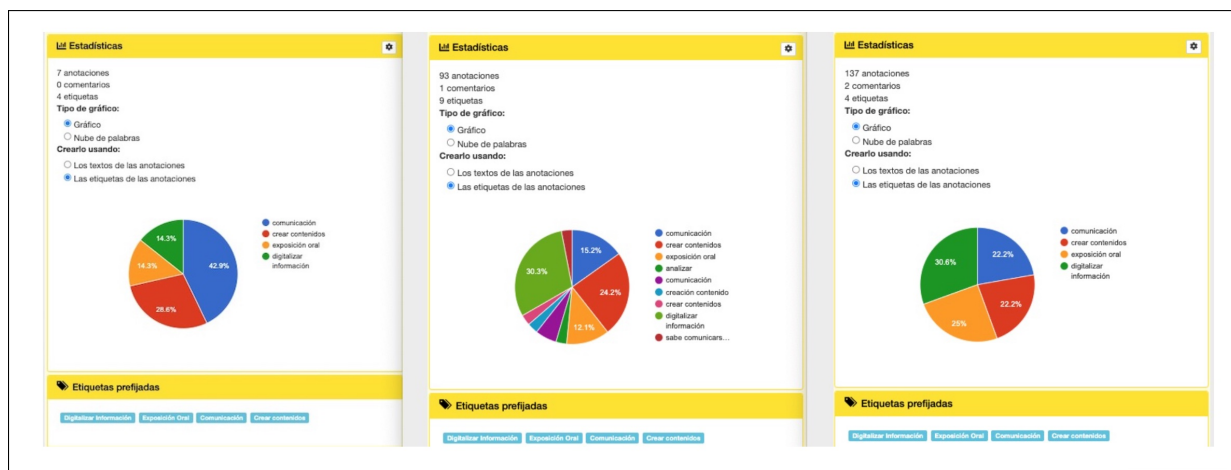 Estadísticas
7 anotaciones
0 comentarios
4 etiquetas
Tipo de gráfico:
Gráfico
Nube de palabras
Crearlo usando:
Los textos de las anotaciones
Las etiquetas de las anotaciones
14.3%
42.9%
14.3%
28.6%
comunicación
crear contenidos
exposición oral
digitalizar
información
Etiquetas prefijadas
Digitalizar Información Exposición Oral Comunicación Crear contenidos
Estadísticas
93 anotaciones
1 comentarios
9 etiquetas
Tipo de gráfico:
Gráfico
Nube de palabras
Crearlo usando:
Los textos de las anotaciones
Las etiquetas de las anotaciones
15.2%
30.3%
24.2%
12.1%
comunicación
crear contenidos
exposición oral
analizar
comunicación
creación contenido
crear contenidos
digitalizar
información
sabe comunicars...
Etiquetas prefijadas
Digitalizar Información Exposición Oral Comunicación Crear contenidos
Estadísticas
137 anotaciones
2 comentarios
4 etiquetas
Tipo de gráfico:
Gráfico
Nube de palabras
Crearlo usando:
Los textos de las anotaciones
Las etiquetas de las anotaciones
30.6%
22.2%
22.2%
25%
comunicación
crear contenidos
exposición oral
digitalizar
información
Etiquetas prefijadas
Digitalizar Información Exposición Oral Comunicación Crear contenidos